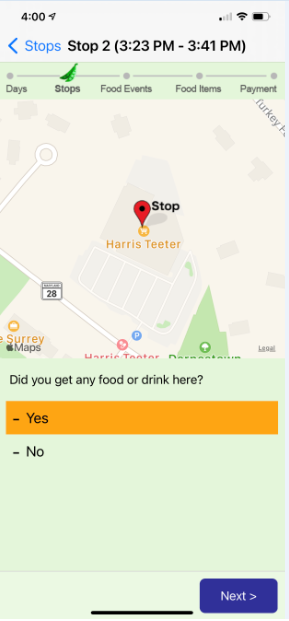 4:00
Stops Stop 2 (3:23 PM - 3:41 PM)
Days Stops Food Events Food Items Payment
Turkey
Stop
Harris Teeter
28
P
Surrey
Maps
Legal
Harris Teeter
Darnestown
Did you get any food or drink here?
- Yes
- No
Next >